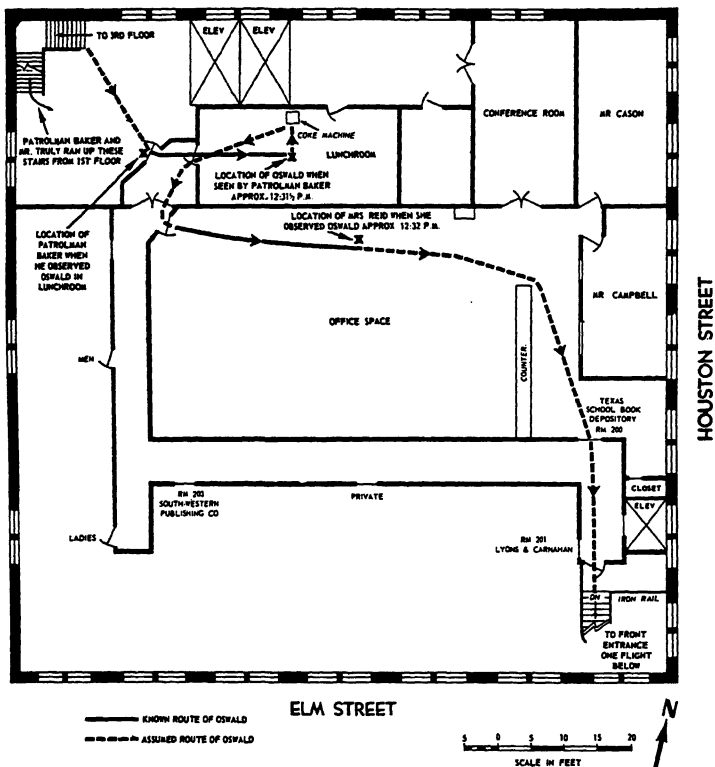 TO 3RD FLOOR
ELEV
ELEV
COKE MACHINE
CONFERENCE ROOM
MR CASON
PATROLMAN BAKER AND
MR. TRULY RAN UP THESE
STAIRS FROM 1ST FLOOR
LUNCHROOM
LOCATION OF OSWALD WHEN
SEEN BY PATROLMAN BAKER
APPROX. 12:31½ P.M.
LOCATION OF MRS REID WHEN SHE
OBSERVED OSWALD APPROX 12:32 P.M.
LOCATION OF
PATROLMAN
BAKER WHEN
HE OBSERVED
OSWALD IN
LUNCHROOM
MR CAMPBELL
OFFICE SPACE
COUNTER
MEN
TEXAS
SCHOOL BOOK
DEPOSITORY
RM 200
HOUSTON STREET
RM 203
SOUTH-WESTERN
PUBLISHING CO
PRIVATE
CLOSET
ELEV
LADIES
RM 201
LYONS & CARNAHAN
DN
IRON RAIL
TO FRONT
ENTRANCE
ONE FLIGHT
BELOW
ELM STREET
N
KNOWN ROUTE OF OSWALD
ASSUMED ROUTE OF OSWALD
5 0 5 10 15 20
SCALE IN FEET